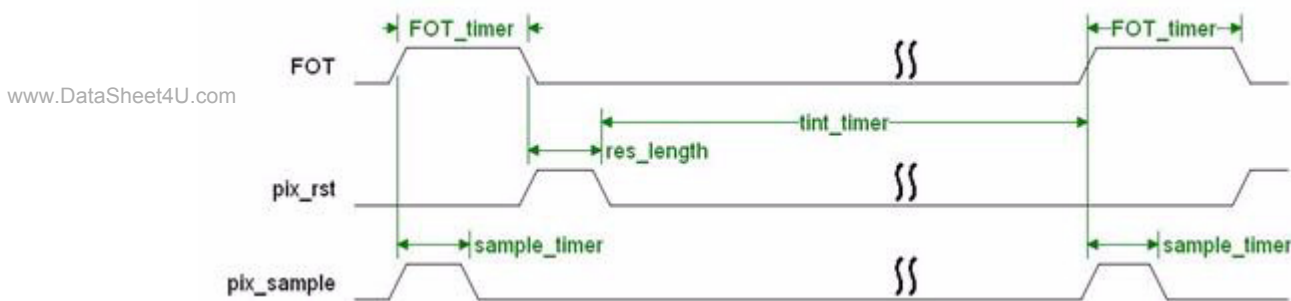 FOT_timer
FOT_timer
FOT
www.DataSheet4U.com
tint_timer
res_length
pix_rst
sample_timer
sample_timer
pix_sample